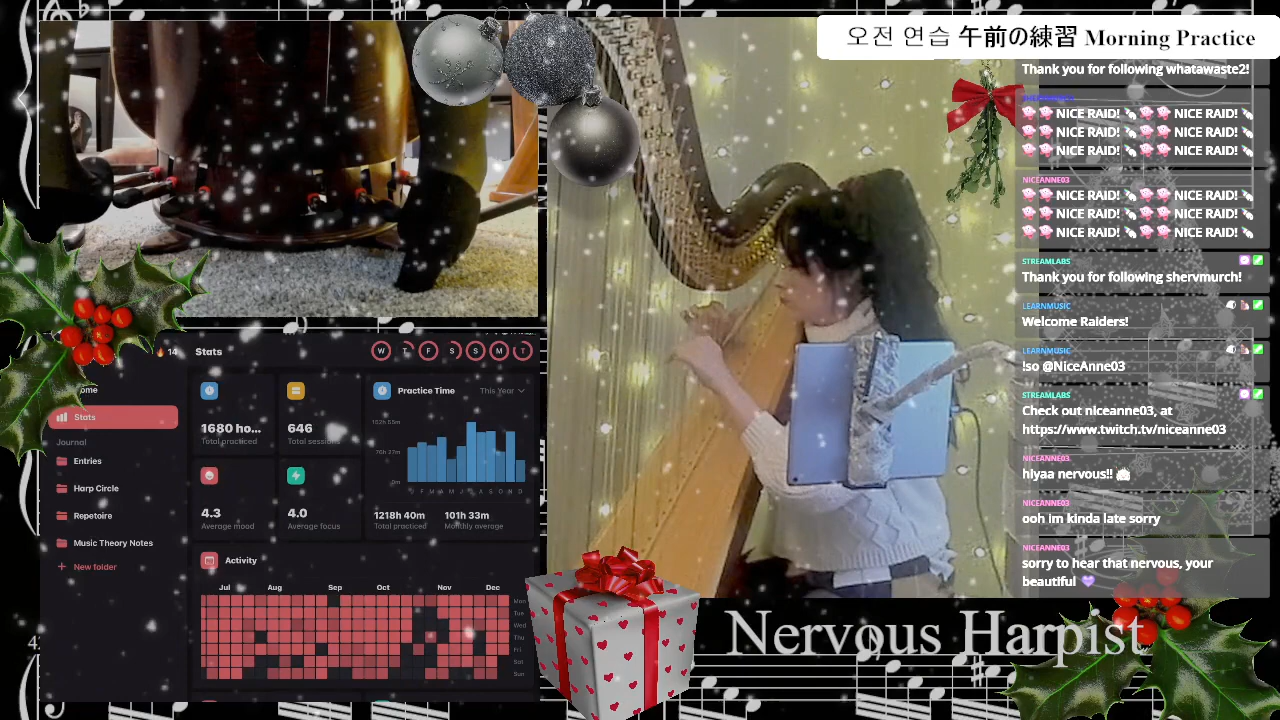 오전 연습 午前の練習 Morning Practice
Thank you for following whatawaste2!
NICE RAID! NICE RAID!
NICE RAID! NICE RAID!
NICE RAID! NICE RAID!
NICEANNE03
NICE RAID! NICE RAID!
NICE RAID! NICE RAID!
NICE RAID! NICE RAID!
STREAMLABS
Thank you for following shervmurch!
LEARNMUSIC
Welcome Raiders!
LEARNMUSIC
!so @NiceAnne03
STREAMLABS
Check out niceanne03, at
https://www.twitch.tv/niceanne03
NICEANNE03
hiyaa nervous!!
NICEANNE03
ooh im kinda late sorry
NICEANNE03
sorry to hear that nervous, your
beautiful
14
Stats
W T F S S M T
ome
Stats
Journal
Entries
Harp Circle
Repetoire
Music Theory Notes
+ New folder
1680 ho...
Total practiced
646
Total sessions
4.3
Average mood
4.0
Average focus
Practice Time
This Year
152h 55m
76h 27m
0m
J F M A M J J A S O N D
1218h 40m
Total practiced
101h 33m
Monthly average
Activity
Jul Aug Sep Oct Nov Dec
Mon
Tue
Wed
Thu
Fri
Sat
Sun
Nervous Harpist